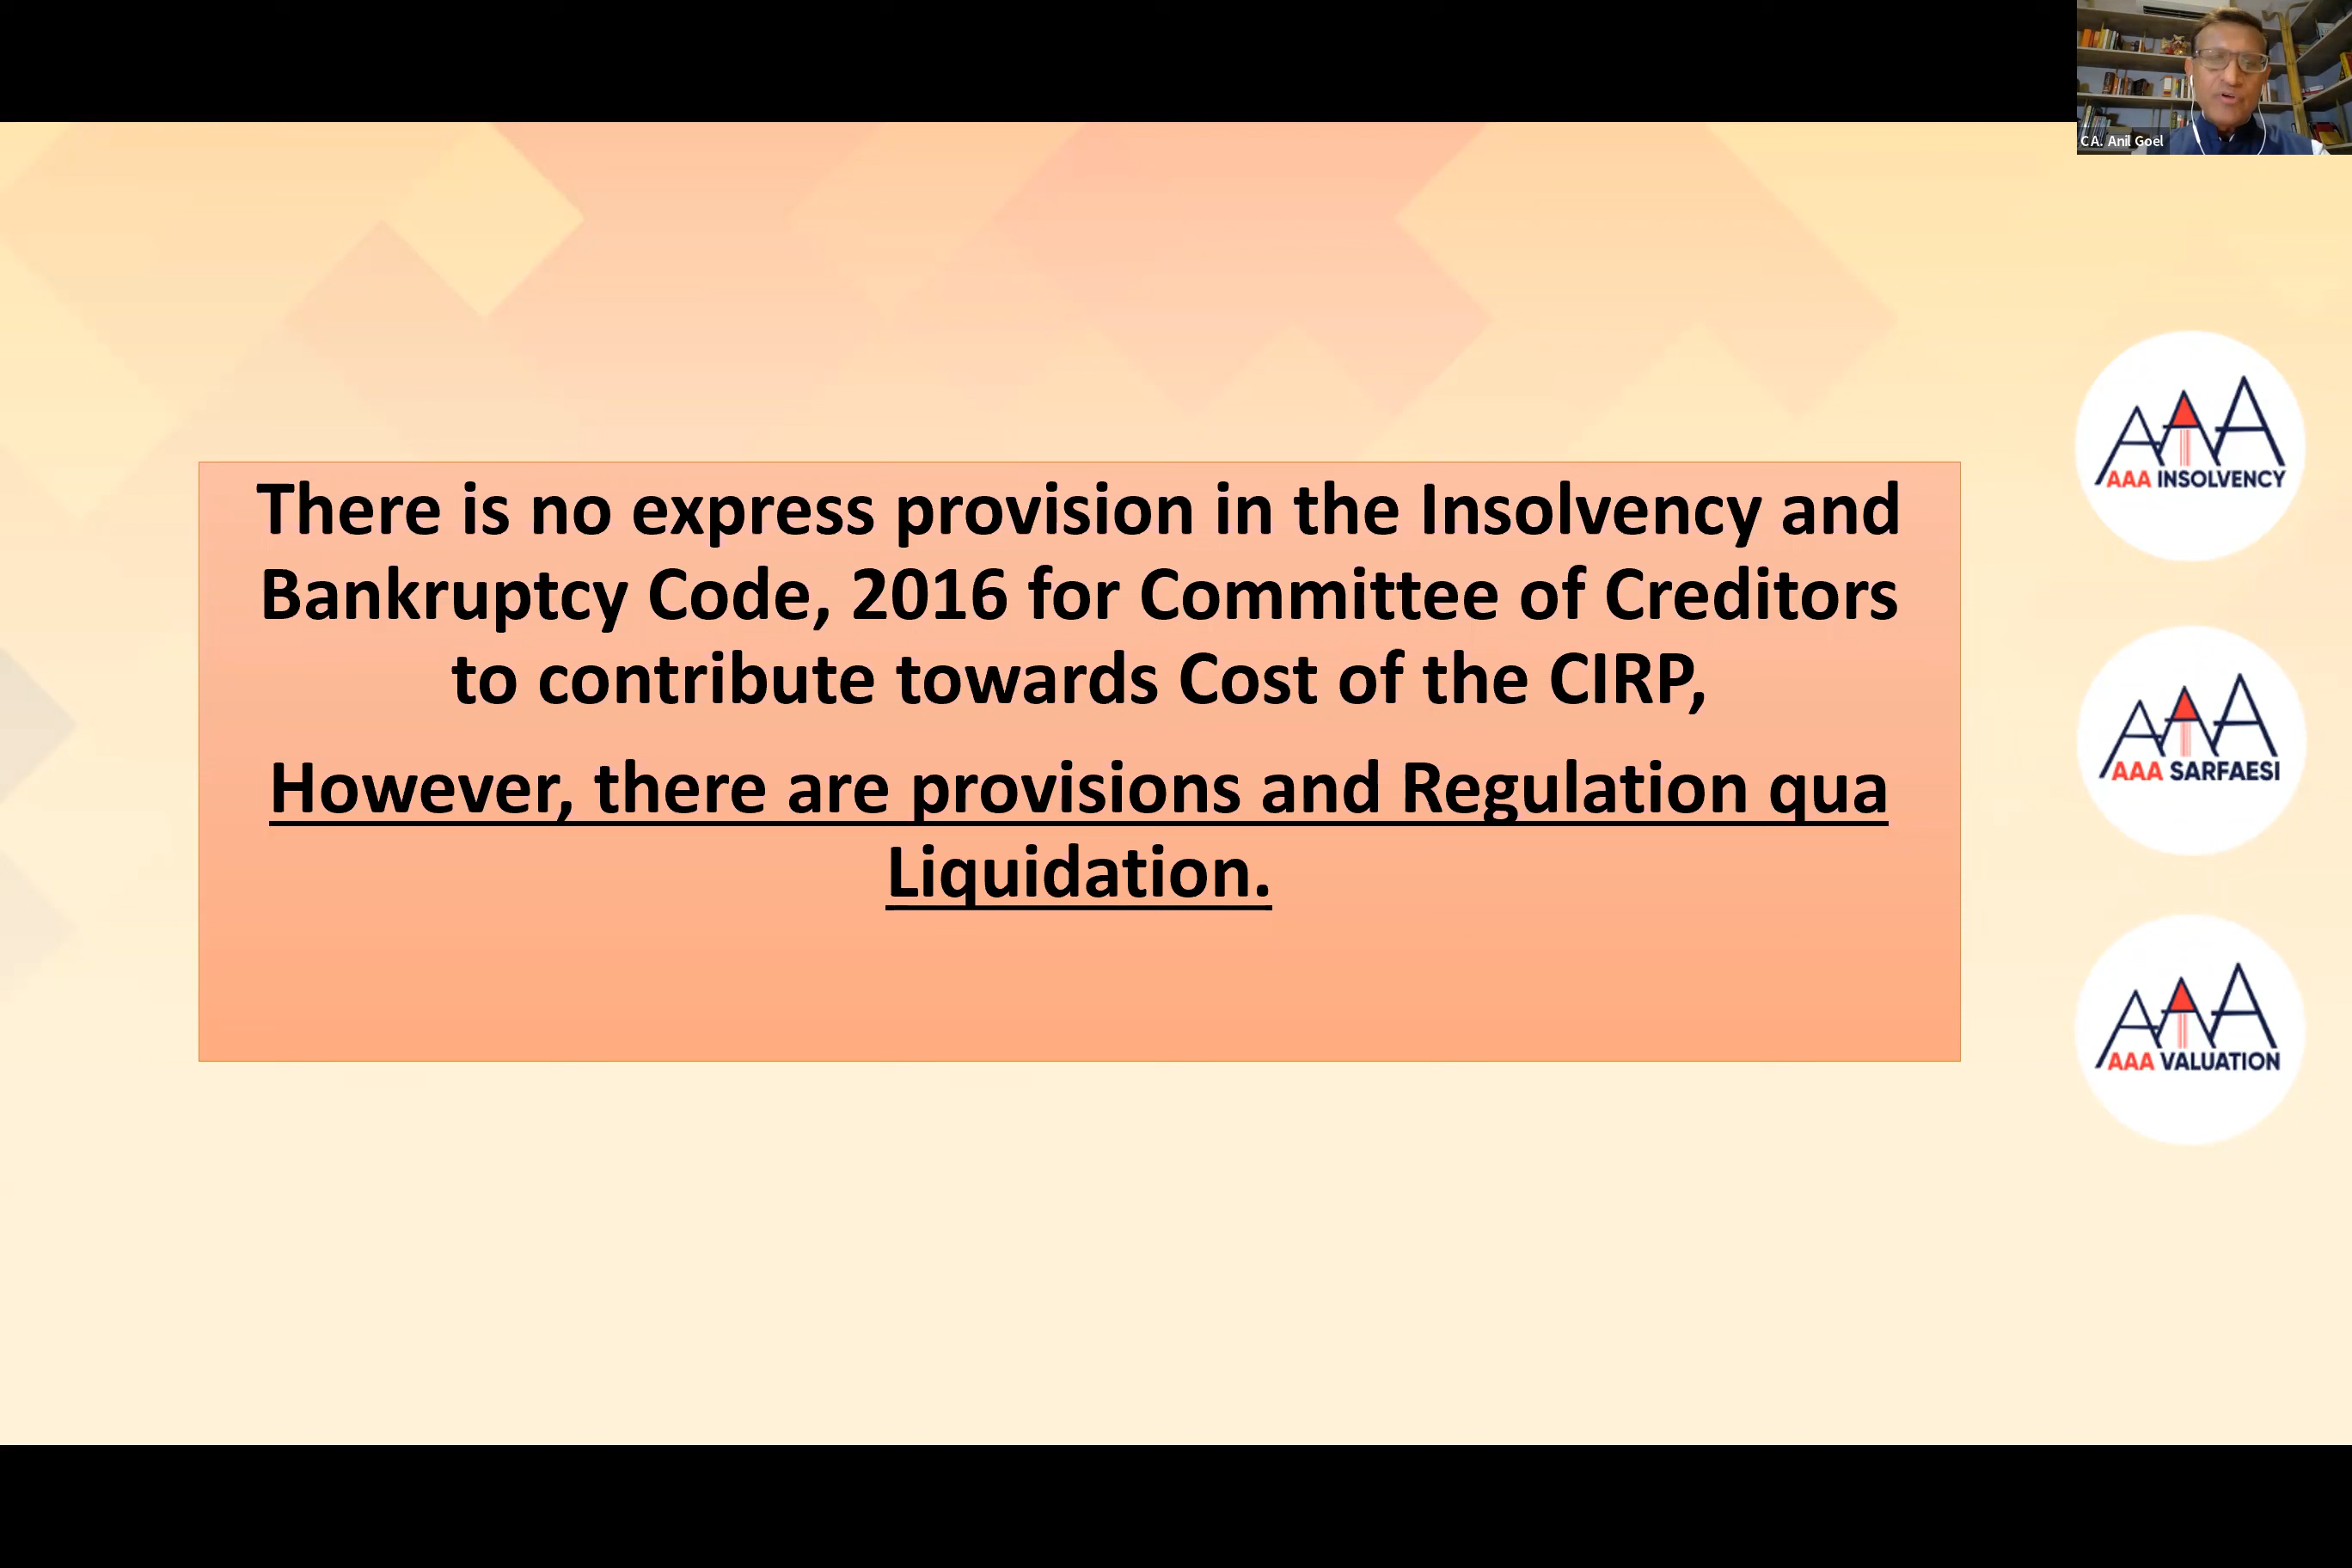 CA. Anil Goel
There is no express provision in the Insolvency and
Bankruptcy Code, 2016 for Committee of Creditors
to contribute towards Cost of the CIRP,
However, there are provisions and Regulation qua
Liquidation.
AAA INSOLVENCY
AAA SARFAESI
AAA VALUATION